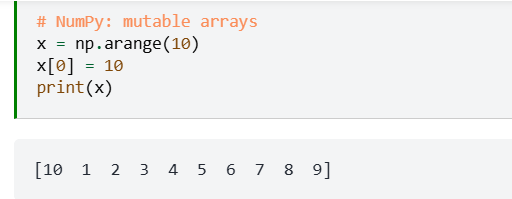 # NumPy: mutable arrays
x = np.arange(10)
x[0] = 10
print(x)
[10  1  2  3  4  5  6  7  8  9]